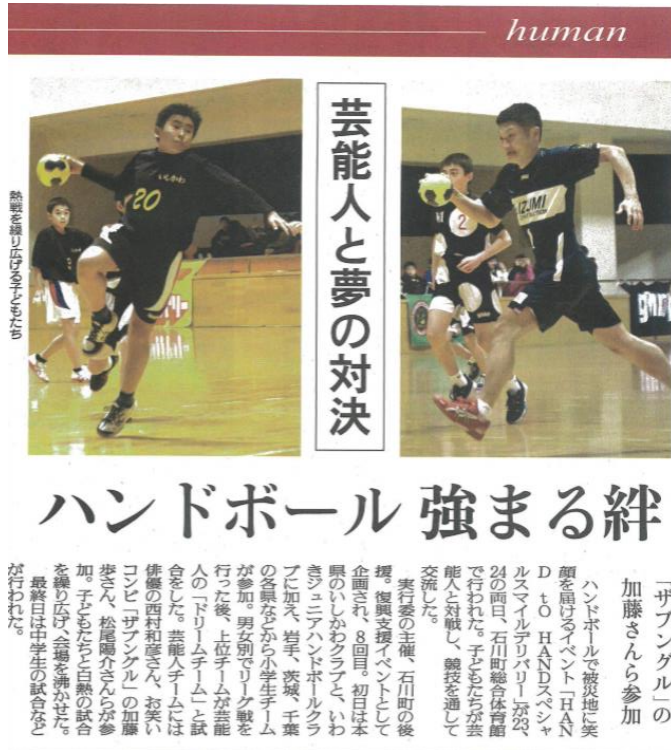 human
芸能人と夢の対決
いしかわ
20
2
IZUMI
熱戦を繰り広げる子どもたち
ハンドボール 強まる絆
「ザブングル」の
加藤さんら参加
ハンドボールで被災地に笑
顔を届けるイベント「HAN
D tO HANDスペシャ
ルスマイルデリバリー」が23、
24の両日、石川町総合体育館
で行われた。子どもたちが芸
能人と対戦し、競技を通して
交流した。
実行委の主催、石川町の後
援。復興支援イベントとして
企画され、8回目。初日は本
県のいしかわクラブと、いわ
きジュニアハンドボールクラ
ブに加え、岩手、茨城、千葉
の各県などから小学生チーム
が参加。男女別でリーグ戦を
行った後、上位チームが芸能
人の「ドリームチーム」と試
合をした。芸能人チームには
俳優の西村和彦さん、お笑い
コンビ「ザブングル」の加藤
歩さん、松尾陽介さんらが参
加。子どもたちと白熱の試合
を繰り広げ、会場を沸かせた。
最終日は中学生の試合など
が行われた。